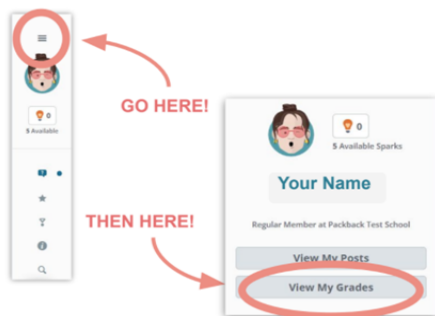 0
5 Available
GO HERE!
THEN HERE!
0
5 Available Sparks
Your Name
Regular Member at Packback Test School
View My Posts
View My Grades